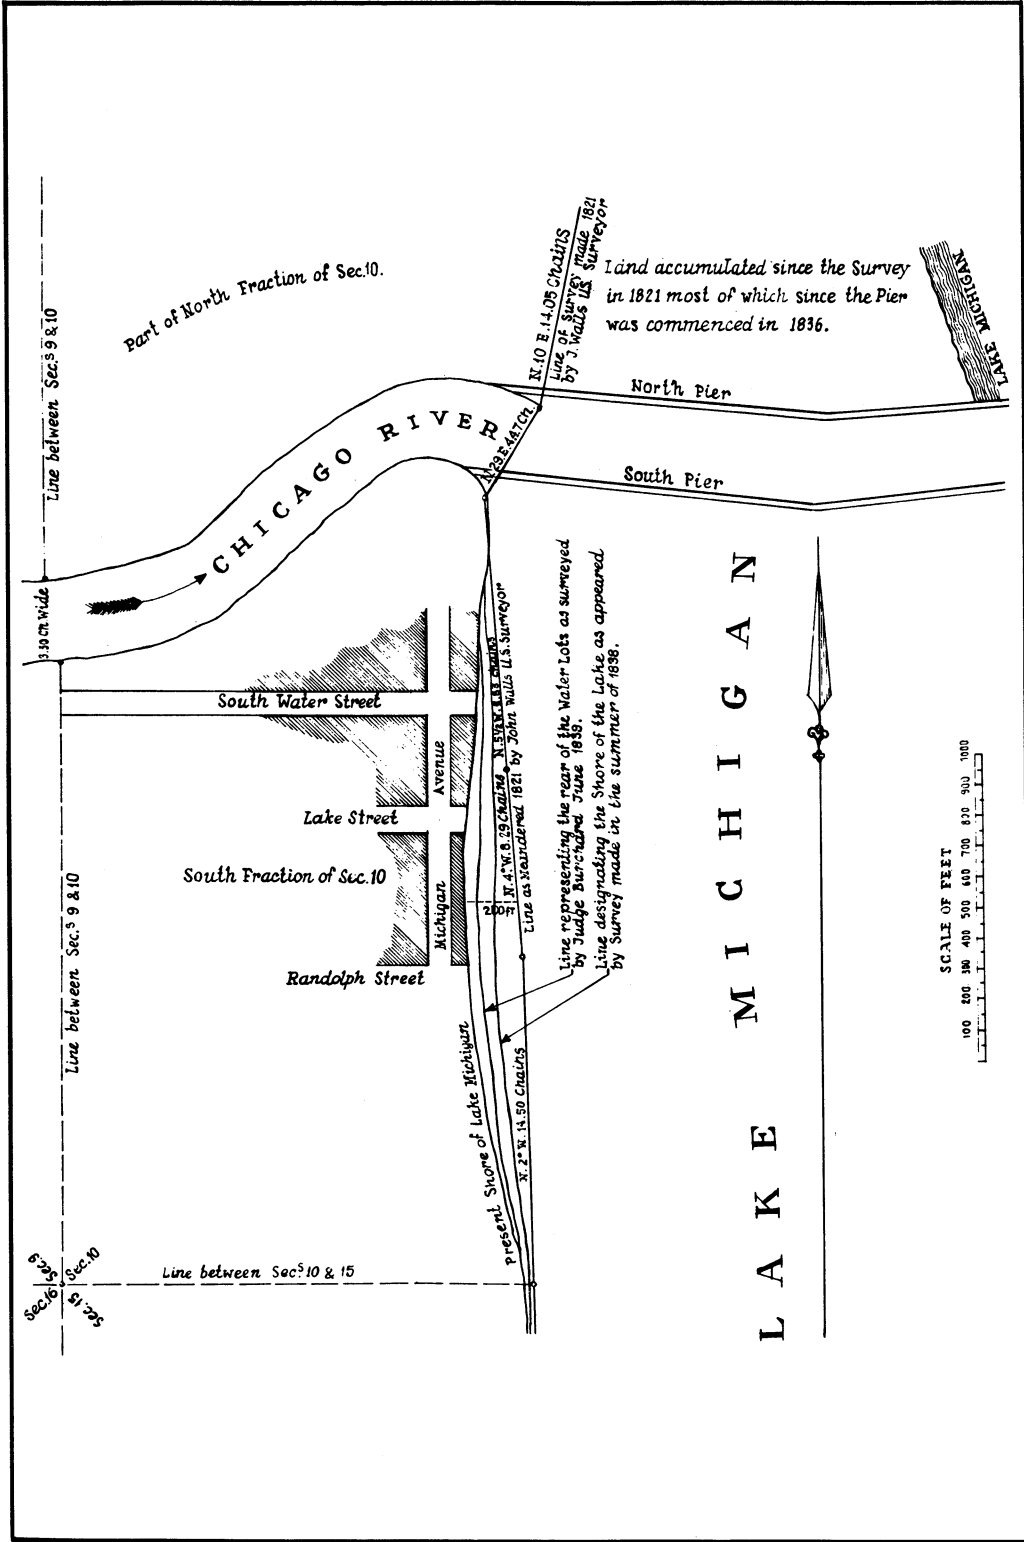 Part of North Fraction of Sec.10.
Line between Sec.s 9 & 10
N.10 E.14.05 Chains
Line of Survey made 1821
by J. Walls U.S. Surveyor
Land accumulated since the Survey
in 1821 most of which since the Pier
was commenced in 1836.
LAKE MICHIGAN
North Pier
CHICAGO RIVER
N.29.E.4.47 Ch.
South Pier
Ch Wide
South Water Street
Michigan Avenue
Lake Street
South Fraction of Sec.10
Randolph Street
Line between Sec.s 9 & 10
N. 5½ W. 8.53 Chains
N. 4° W. 8.29 Chains
Line as Meandered 1821 by John Walls U.S. Surveyor
200 ft
Line representing the rear of the Water Lots as surveyed
by Judge Burchard June 1839.
Line designating the Shore of the Lake as appeared
by Survey made in the summer of 1838.
Present Shore of Lake Michigan
N. 2° W. 14.50 Chains
LAKE MICHIGAN
SCALE OF FEET
100 200 300 400 500 600 700 800 900 1000
Sec.9
Sec.10
Sec.16
Sec.15
Line between Sec.s 10 & 15